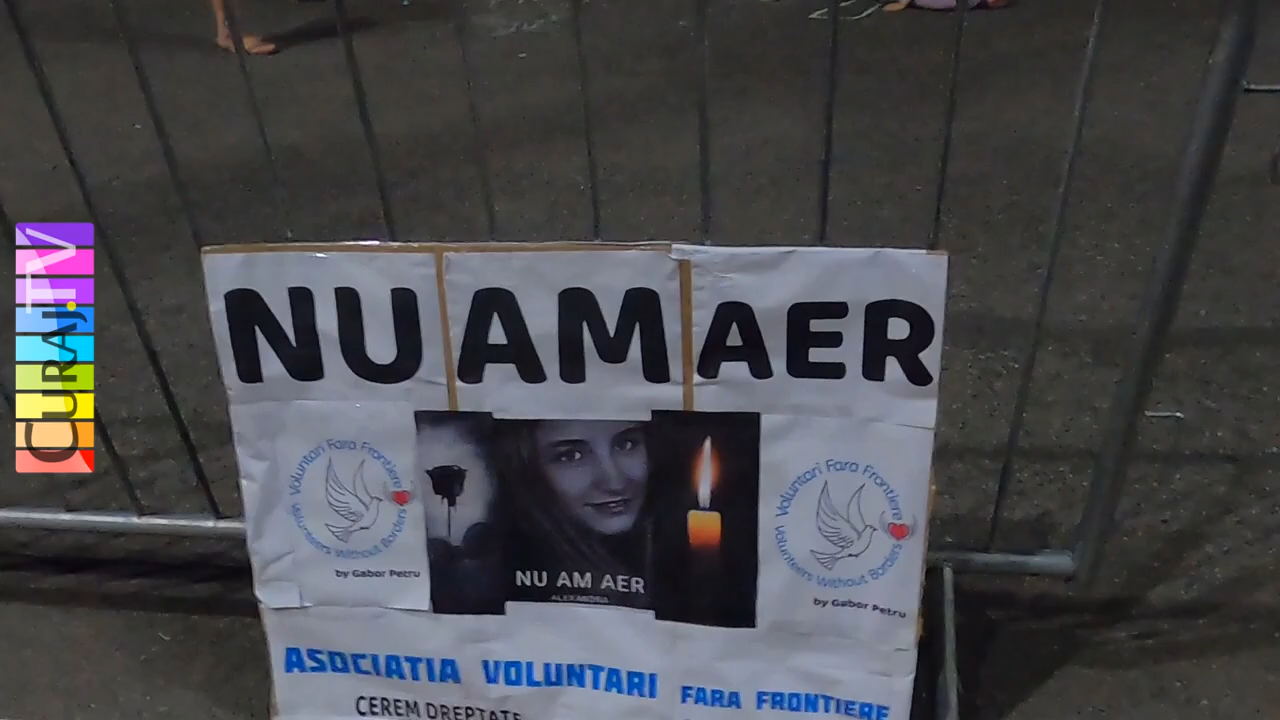 CURAJ.TV
NU AM AER
Voluntari Fara Frontiere
Volunteers Without Borders
by Gabor Petru
NU AM AER
ALEXANDRA
Voluntari Fara Frontiere
Volunteers Without Borders
by Gabor Petru
ASOCIATIA VOLUNTARI FARA FRONTIERE
CEREM DREPTATE